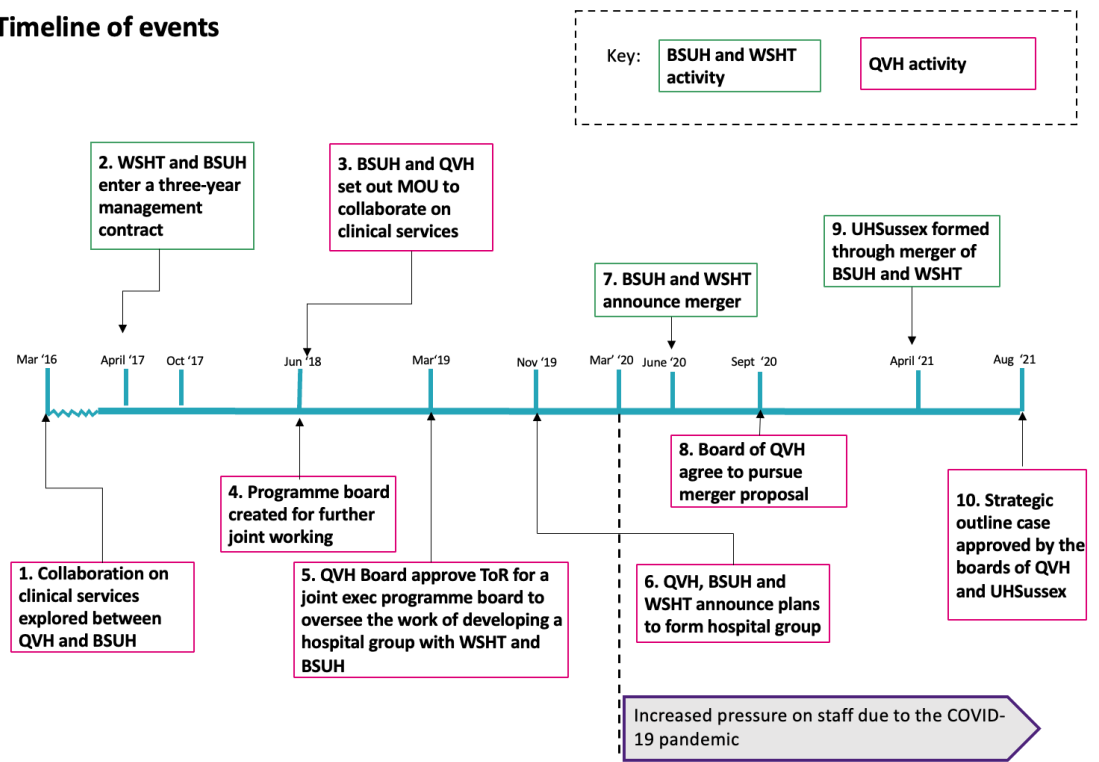 Timeline of events
Key:
BSUH and WSHT
activity
QVH activity
2. WSHT and BSUH
enter a three-year
management
contract
3. BSUH and QVH
set out MOU to
collaborate on
clinical services
7. BSUH and WSHT
announce merger
9. UHSussex formed
through merger of
BSUH and WSHT
Mar ‘16
April ‘17
Oct ‘17
Jun ‘18
Mar‘19
Nov ‘19
Mar’ ‘20
June ‘20
Sept ‘20
April ‘21
Aug ‘21
1. Collaboration on
clinical services
explored between
QVH and BSUH
4. Programme board
created for further
joint working
5. QVH Board approve ToR for a
joint exec programme board to
oversee the work of developing a
hospital group with WSHT and
BSUH
6. QVH, BSUH and
WSHT announce plans
to form hospital group
8. Board of QVH
agree to pursue
merger proposal
10. Strategic
outline case
approved by the
boards of QVH
and UHSussex
Increased pressure on staff due to the COVID-
19 pandemic